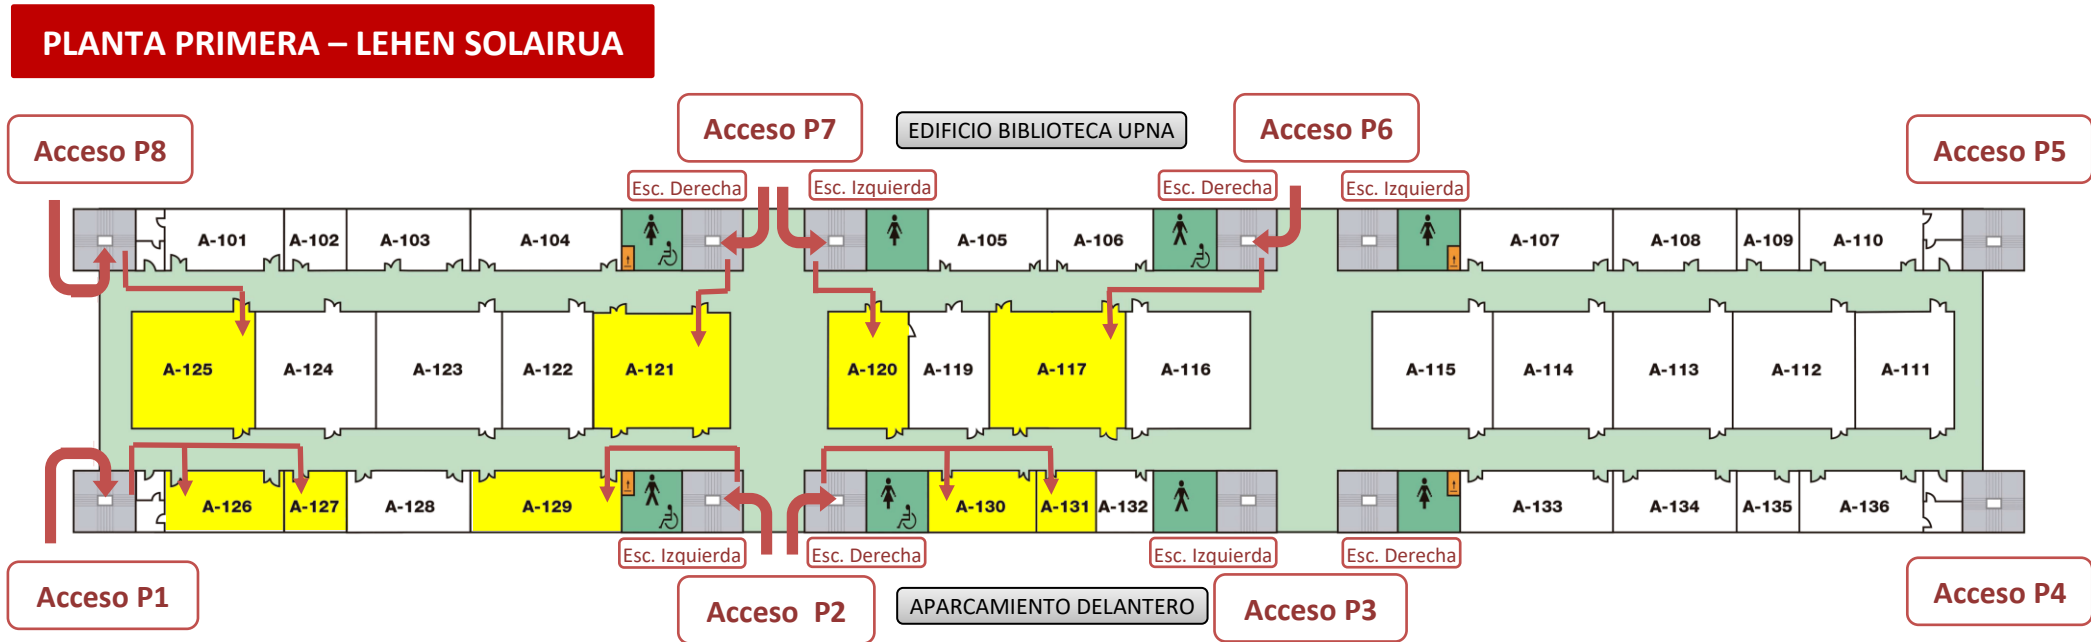 PLANTA PRIMERA – LEHEN SOLAIRUA
Acceso P8
Acceso P7
EDIFICIO BIBLIOTECA UPNA
Acceso P6
Acceso P5
Esc. Derecha
Esc. Izquierda
Esc. Derecha
Esc. Izquierda
A-101
A-102
A-103
A-104
A-105
A-106
A-107
A-108
A-109
A-110
A-125
A-124
A-123
A-122
A-121
A-120
A-119
A-117
A-116
A-115
A-114
A-113
A-112
A-111
A-126
A-127
A-128
A-129
A-130
A-131
A-132
A-133
A-134
A-135
A-136
Esc. Izquierda
Esc. Derecha
Esc. Izquierda
Esc. Derecha
Acceso P1
Acceso P2
APARCAMIENTO DELANTERO
Acceso P3
Acceso P4